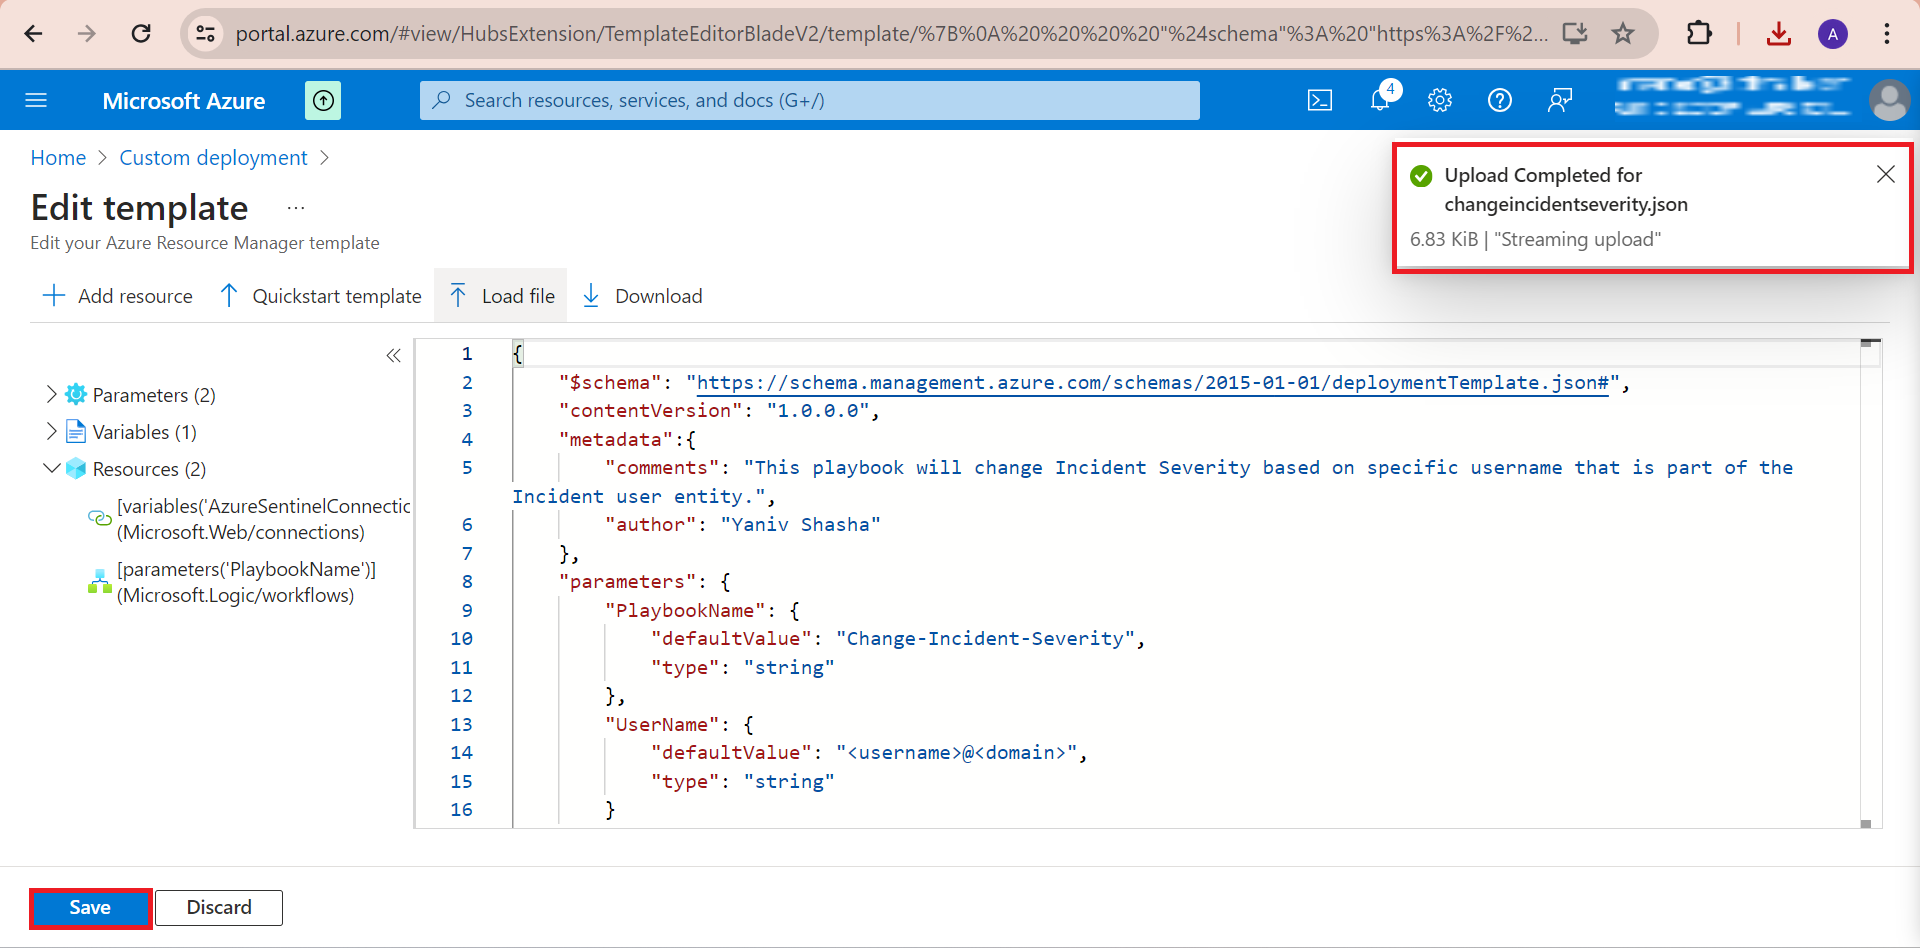 portal.azure.com/#view/HubsExtension/TemplateEditorBladeV2/template/%7B%0A%20%20%20%20"%24schema"%3A%20"https%3A%2F%2...
A
Microsoft Azure
Search resources, services, and docs (G+/)
4
Home > Custom deployment >
Upload Completed for
changeincidentseverity.json
6.83 KiB | "Streaming upload"
Edit template ...
Edit your Azure Resource Manager template
Add resource
Quickstart template
Load file
Download
Parameters (2)
Variables (1)
Resources (2)
[variables('AzureSentinelConnectic
(Microsoft.Web/connections)
[parameters('PlaybookName')]
(Microsoft.Logic/workflows)
1 {
2 "$schema": "https://schema.management.azure.com/schemas/2015-01-01/deploymentTemplate.json#",
3 "contentVersion": "1.0.0.0",
4 "metadata":{
5 "comments": "This playbook will change Incident Severity based on specific username that is part of the
Incident user entity.",
6 "author": "Yaniv Shasha"
7 },
8 "parameters": {
9 "PlaybookName": {
10 "defaultValue": "Change-Incident-Severity",
11 "type": "string"
12 },
13 "UserName": {
14 "defaultValue": "<username>@<domain>",
15 "type": "string"
16 }
Save
Discard